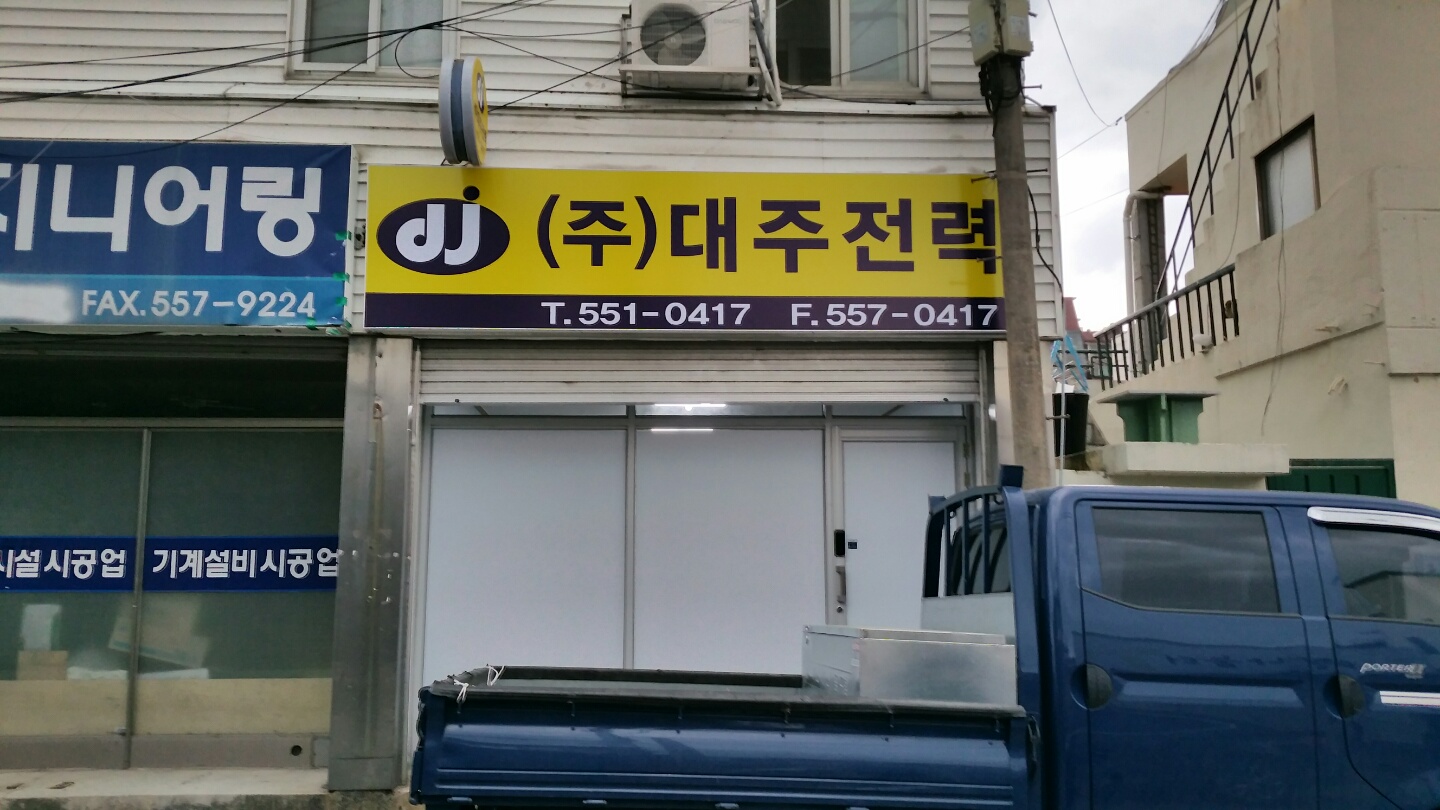 지니어링
FAX.557-9224
dj (주)대주전력
T.551-0417 F.557-0417
시설시공업 기계설비시공업
PORTER II